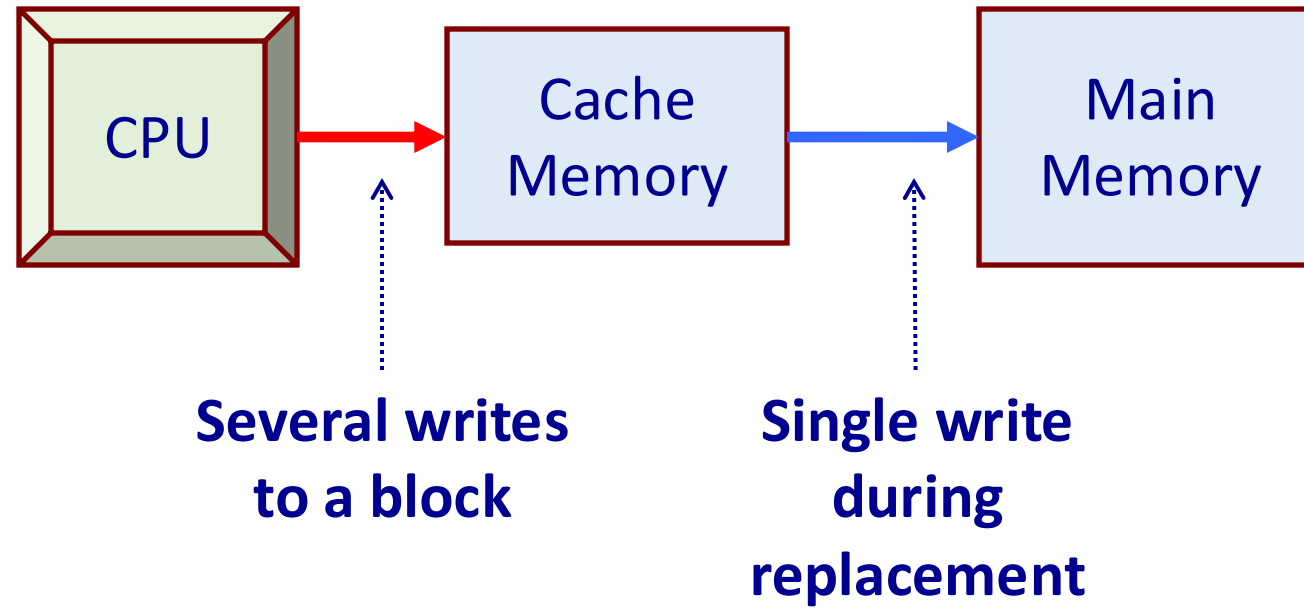 CPU
Cache
Memory
Main
Memory
Several writes
to a block
Single write
during
replacement